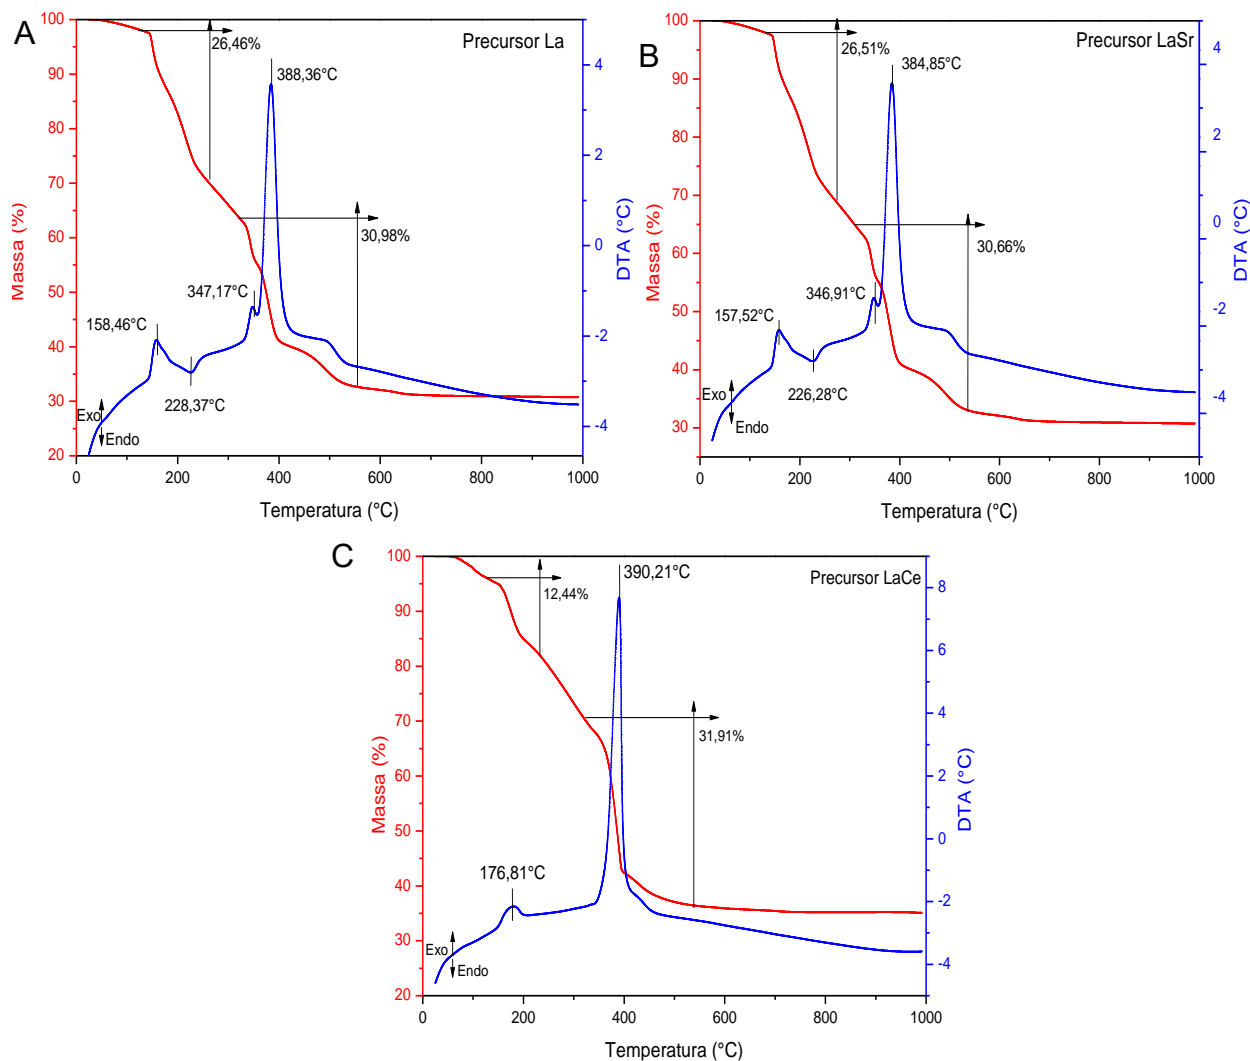 A
Precursor La
26,46%
388,36°C
30,98%
347,17°C
158,46°C
228,37°C
Exo
Endo
100
90
80
70
60
50
40
30
20
Massa (%)
4
2
0
-2
-4
DTA (°C)
0
200
400
600
800
1000
Temperatura (°C)
B
Precursor LaSr
26,51%
384,85°C
30,66%
346,91°C
157,52°C
226,28°C
Exo
Endo
100
90
80
70
60
50
40
30
Massa (%)
4
2
0
-2
-4
DTA (°C)
0
200
400
600
800
1000
Temperatura (°C)
C
Precursor LaCe
12,44%
390,21°C
31,91%
176,81°C
Exo
Endo
100
90
80
70
60
50
40
30
20
Massa (%)
8
6
4
2
0
-2
-4
DTA (°C)
0
200
400
600
800
1000
Temperatura (°C)